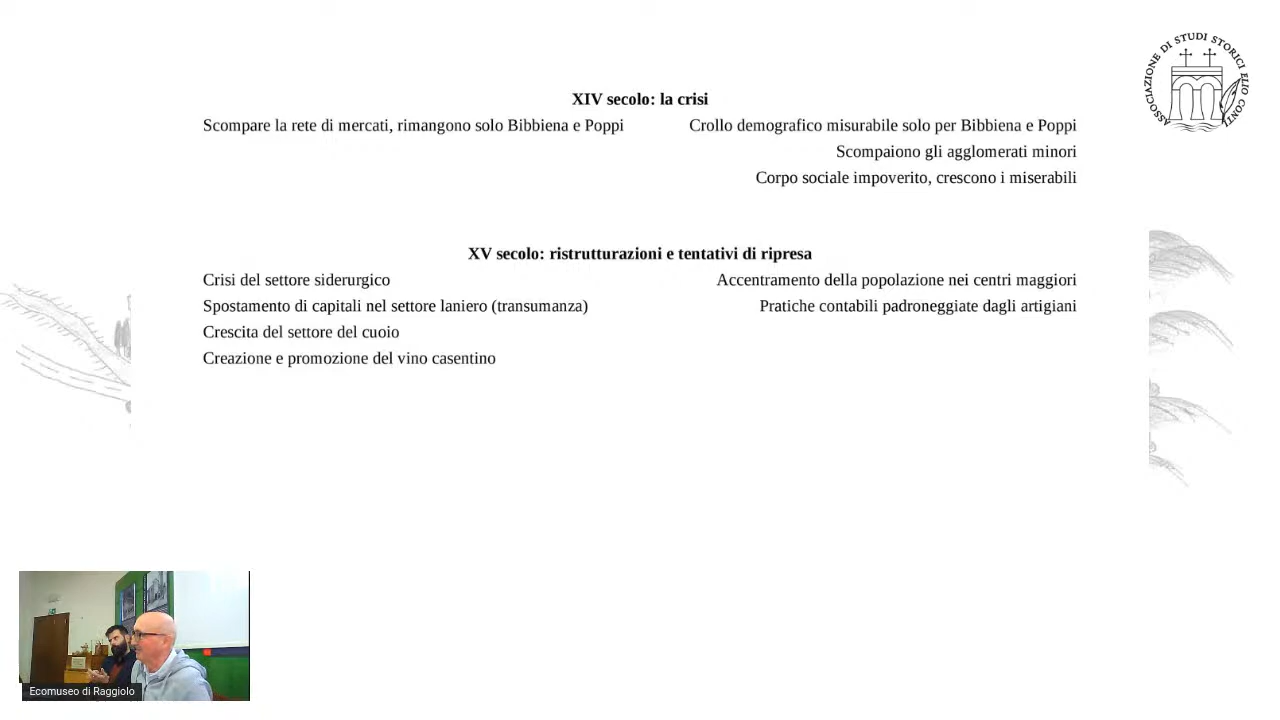 ASSOCIAZIONE DI STUDI STORICI ELIO CONTI
XIV secolo: la crisi
Scompare la rete di mercati, rimangono solo Bibbiena e Poppi
Crollo demografico misurabile solo per Bibbiena e Poppi
Scompaiono gli agglomerati minori
Corpo sociale impoverito, crescono i miserabili
XV secolo: ristrutturazioni e tentativi di ripresa
Crisi del settore siderurgico
Spostamento di capitali nel settore laniero (transumanza)
Crescita del settore del cuoio
Creazione e promozione del vino casentino
Accentramento della popolazione nei centri maggiori
Pratiche contabili padroneggiate dagli artigiani
Ecomuseo di Raggiolo